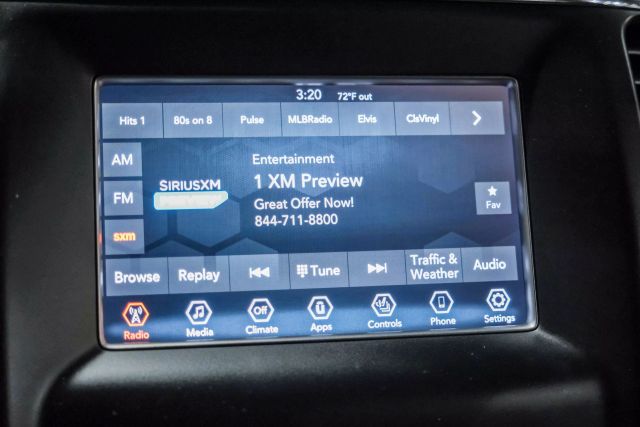 3:20 72°F out
Hits 1 80s on 8 Pulse MLBRadio Elvis ClsVinyl
AM
FM
sxm
SIRIUSXM
Entertainment
1 XM Preview
Great Offer Now!
844-711-8800
Fav
Browse Replay Tune Traffic & Weather Audio
Off
Radio Media Climate Apps Controls Phone Settings